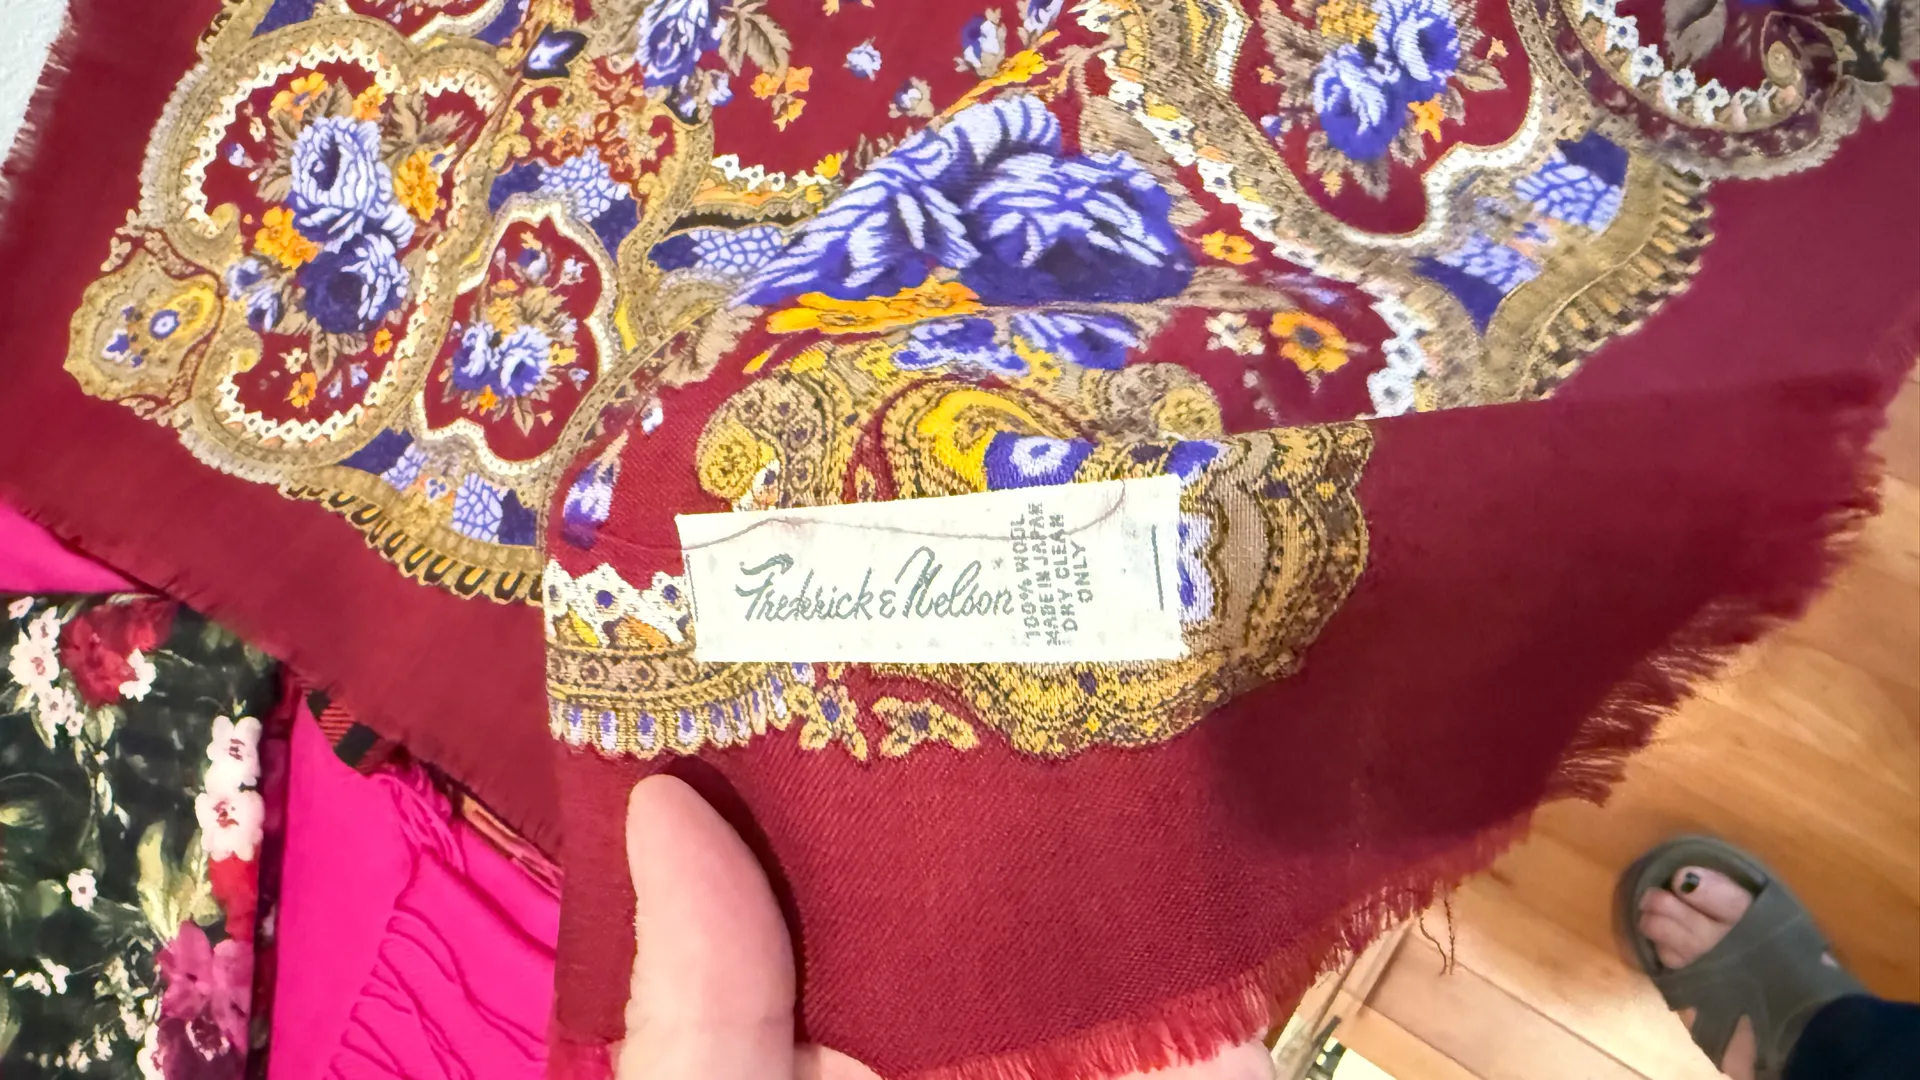 Frederick & Nelson
100% WOOL
MADE IN JAPAN
DRY CLEAN
ONLY